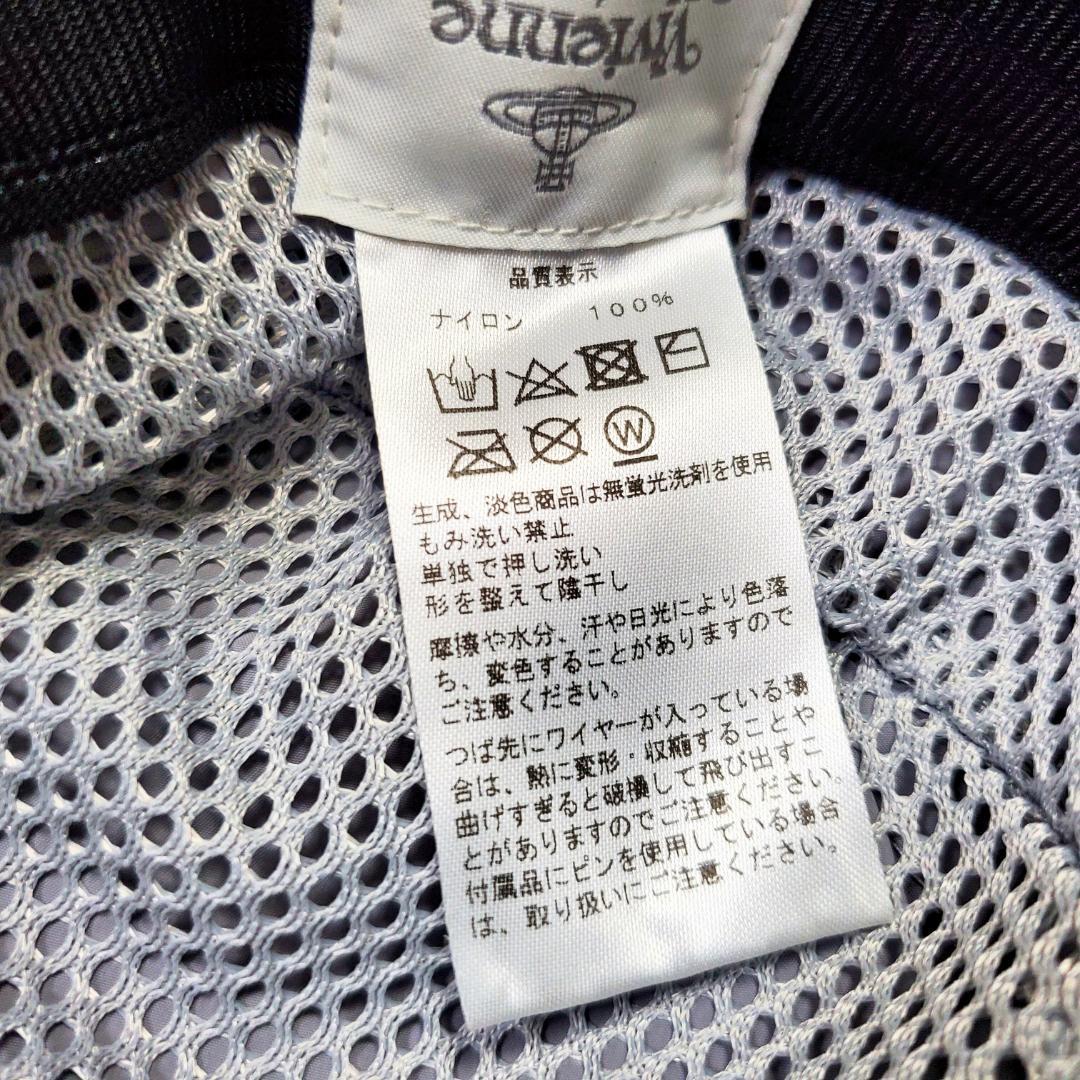 Vivienne
品質表示
ナイロン 100%
W
生成、淡色商品は無蛍光洗剤を使用
もみ洗い禁止
単独で押し洗い
形を整えて陰干し
摩擦や水分、汗や日光により色落
ち、変色することがありますので
ご注意ください。
つば先にワイヤーが入っている場
合は、熱に変形・収縮することや
曲げすぎると破損して飛び出すこ
とがありますのでご注意ください。
付属品にピンを使用している場合
は、取り扱いにご注意ください。